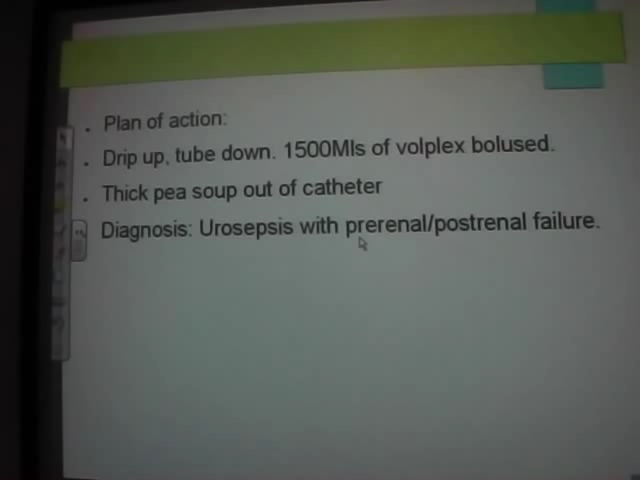 Plan of action:
Drip up, tube down. 1500Mls of volplex bolused.
Thick pea soup out of catheter
Diagnosis: Urosepsis with prerenal/postrenal failure.